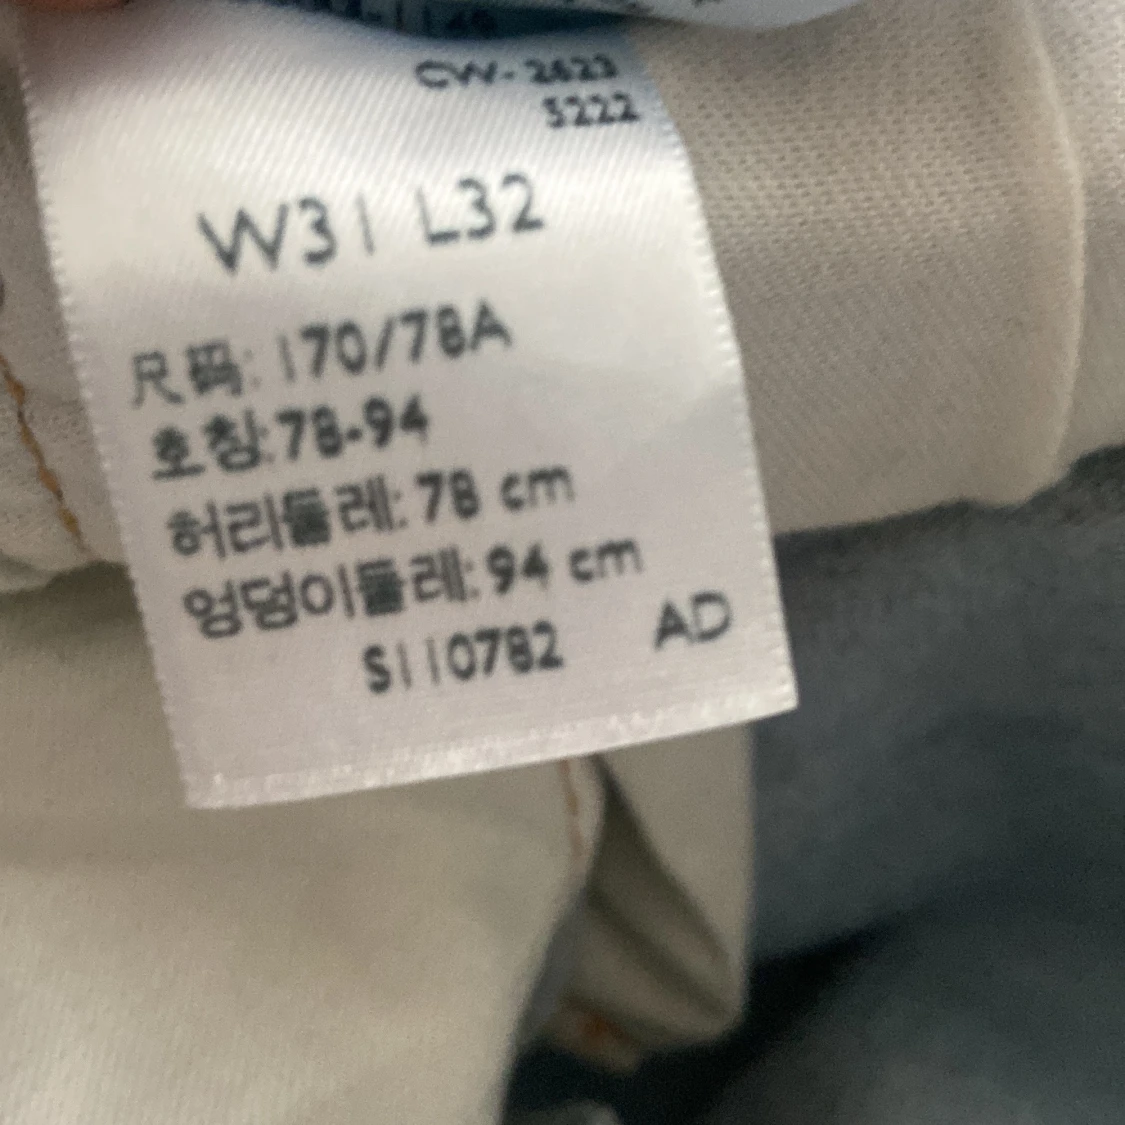 CW-2623
5222
W31 L32
尺码: 170/78A
호칭:78-94
허리둘레: 78 cm
엉덩이둘레: 94 cm
S110782 AD